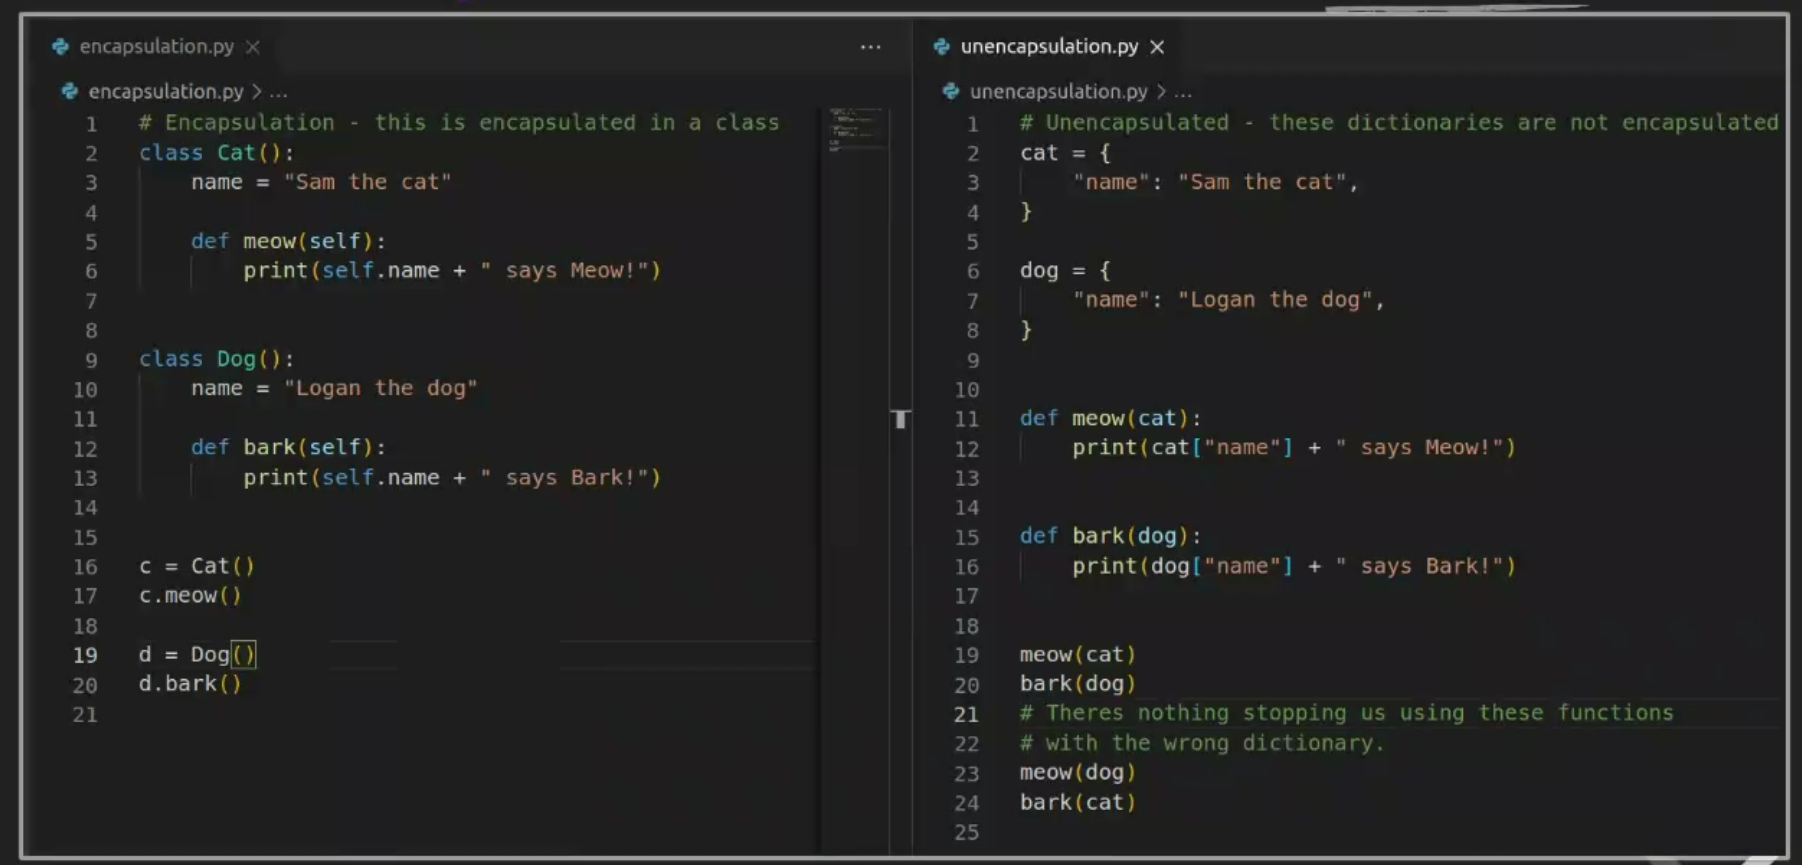 encapsulation.py
encapsulation.py > ...
1 # Encapsulation - this is encapsulated in a class
2 class Cat():
3     name = "Sam the cat"
4
5     def meow(self):
6         print(self.name + " says Meow!")
7
8
9 class Dog():
10     name = "Logan the dog"
11
12     def bark(self):
13         print(self.name + " says Bark!")
14
15
16 c = Cat()
17 c.meow()
18
19 d = Dog()
20 d.bark()
21
unencapsulation.py
unencapsulation.py > ...
1 # Unencapsulated - these dictionaries are not encapsulated
2 cat = {
3     "name": "Sam the cat",
4 }
5
6 dog = {
7     "name": "Logan the dog",
8 }
9
10
11 def meow(cat):
12     print(cat["name"] + " says Meow!")
13
14
15 def bark(dog):
16     print(dog["name"] + " says Bark!")
17
18
19 meow(cat)
20 bark(dog)
21 # Theres nothing stopping us using these functions
22 # with the wrong dictionary.
23 meow(dog)
24 bark(cat)
25